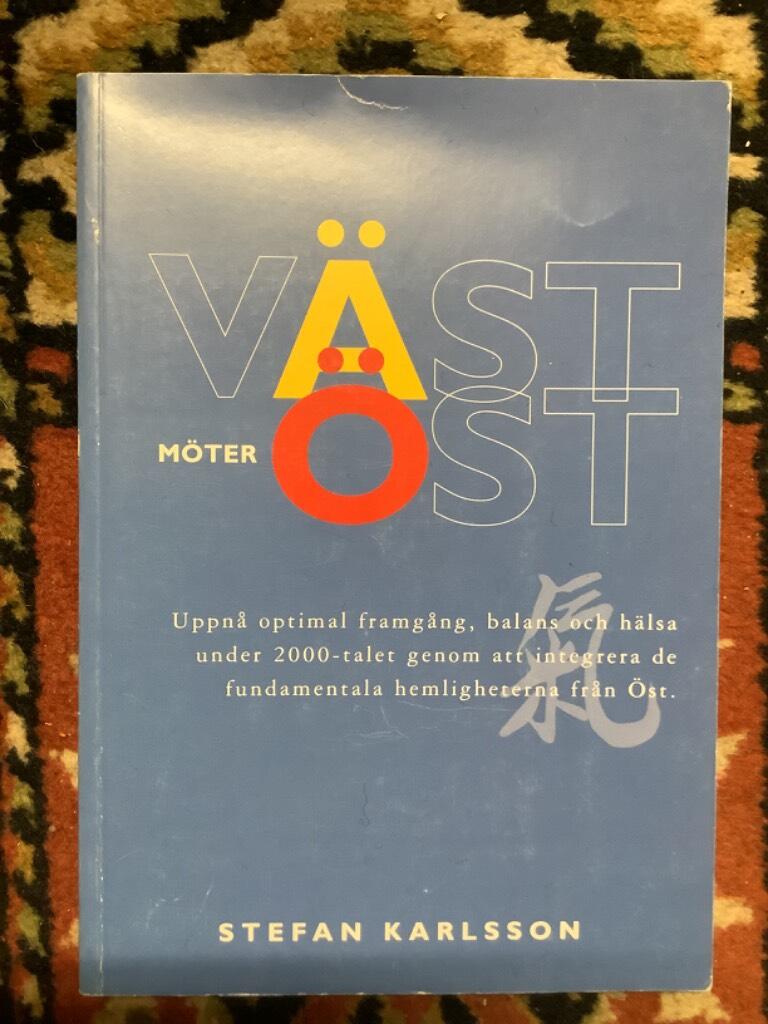 VÄST
MÖTER ÖST
氣
Uppnå optimal framgång, balans och hälsa
under 2000-talet genom att integrera de
fundamentala hemligheterna från Öst.
STEFAN KARLSSON